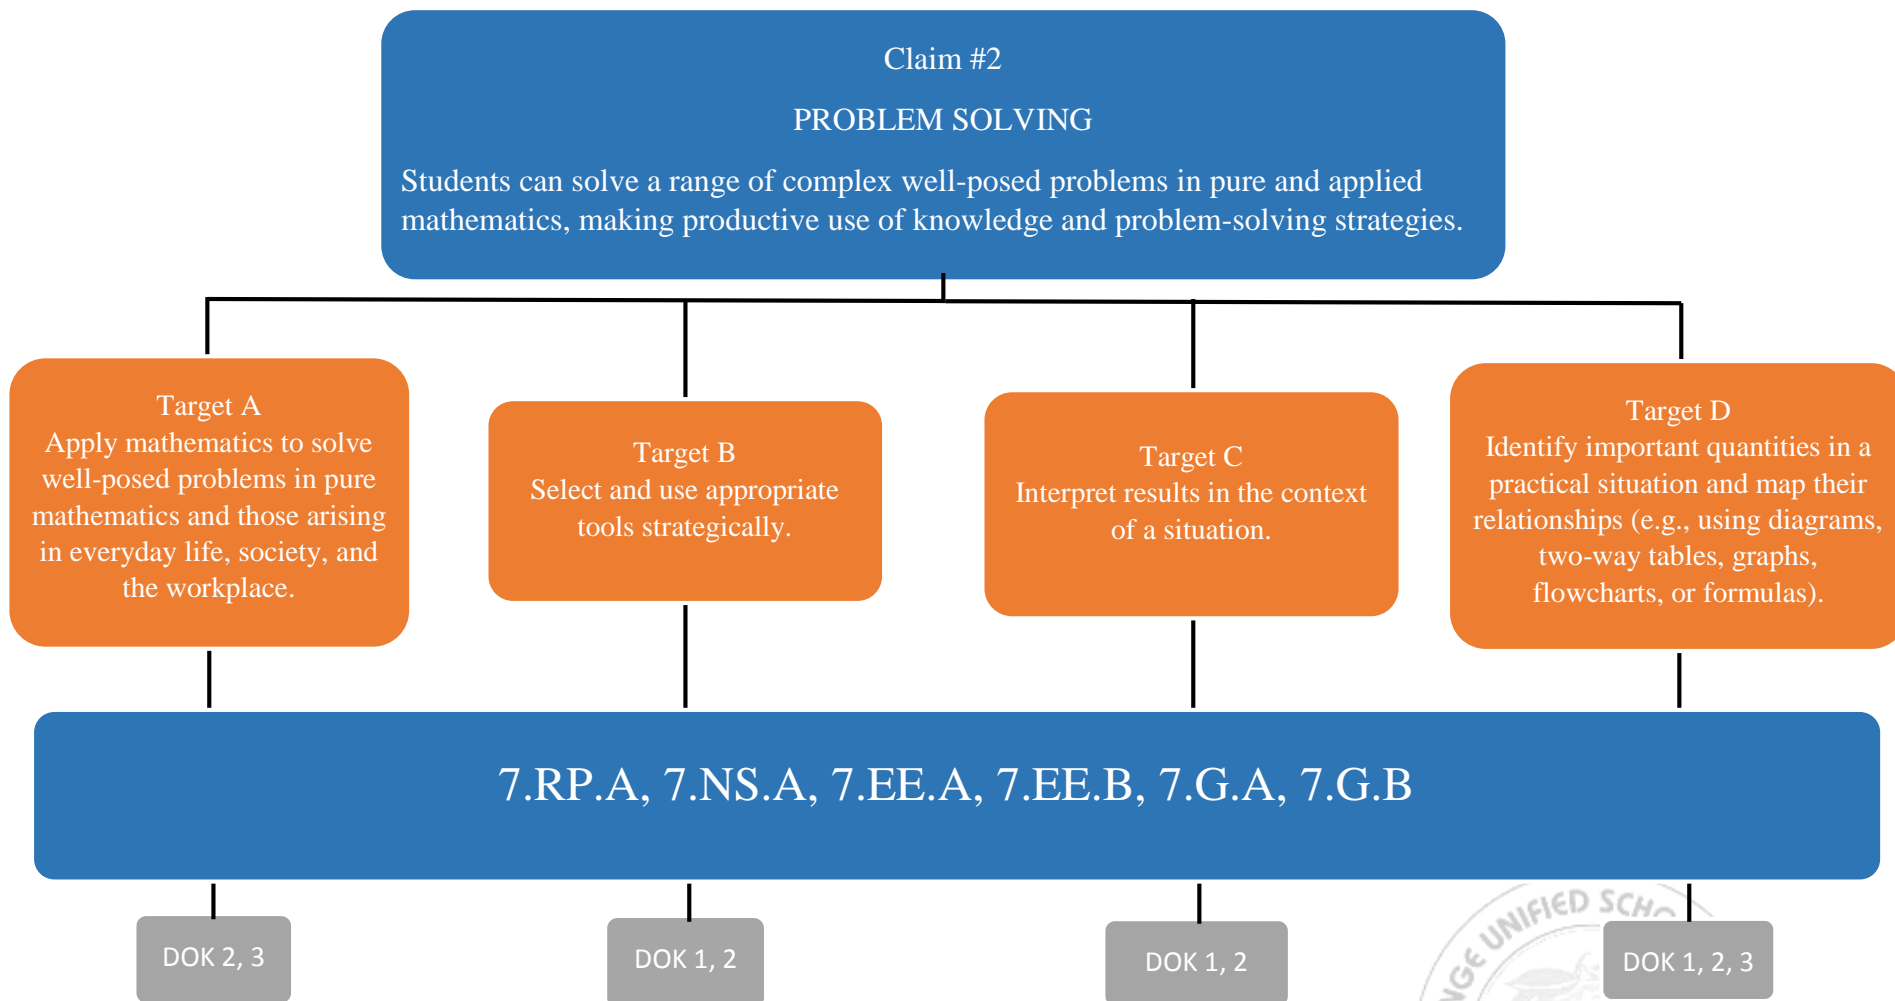 Claim #2
PROBLEM SOLVING
Students can solve a range of complex well-posed problems in pure and applied
mathematics, making productive use of knowledge and problem-solving strategies.
Target A
Apply mathematics to solve
well-posed problems in pure
mathematics and those arising
in everyday life, society, and
the workplace.
Target B
Select and use appropriate
tools strategically.
Target C
Interpret results in the context
of a situation.
Target D
Identify important quantities in a
practical situation and map their
relationships (e.g., using diagrams,
two-way tables, graphs,
flowcharts, or formulas).
7.RP.A, 7.NS.A, 7.EE.A, 7.EE.B, 7.G.A, 7.G.B
DOK 2, 3
DOK 1, 2
DOK 1, 2
DOK 1, 2, 3
UNIFIED